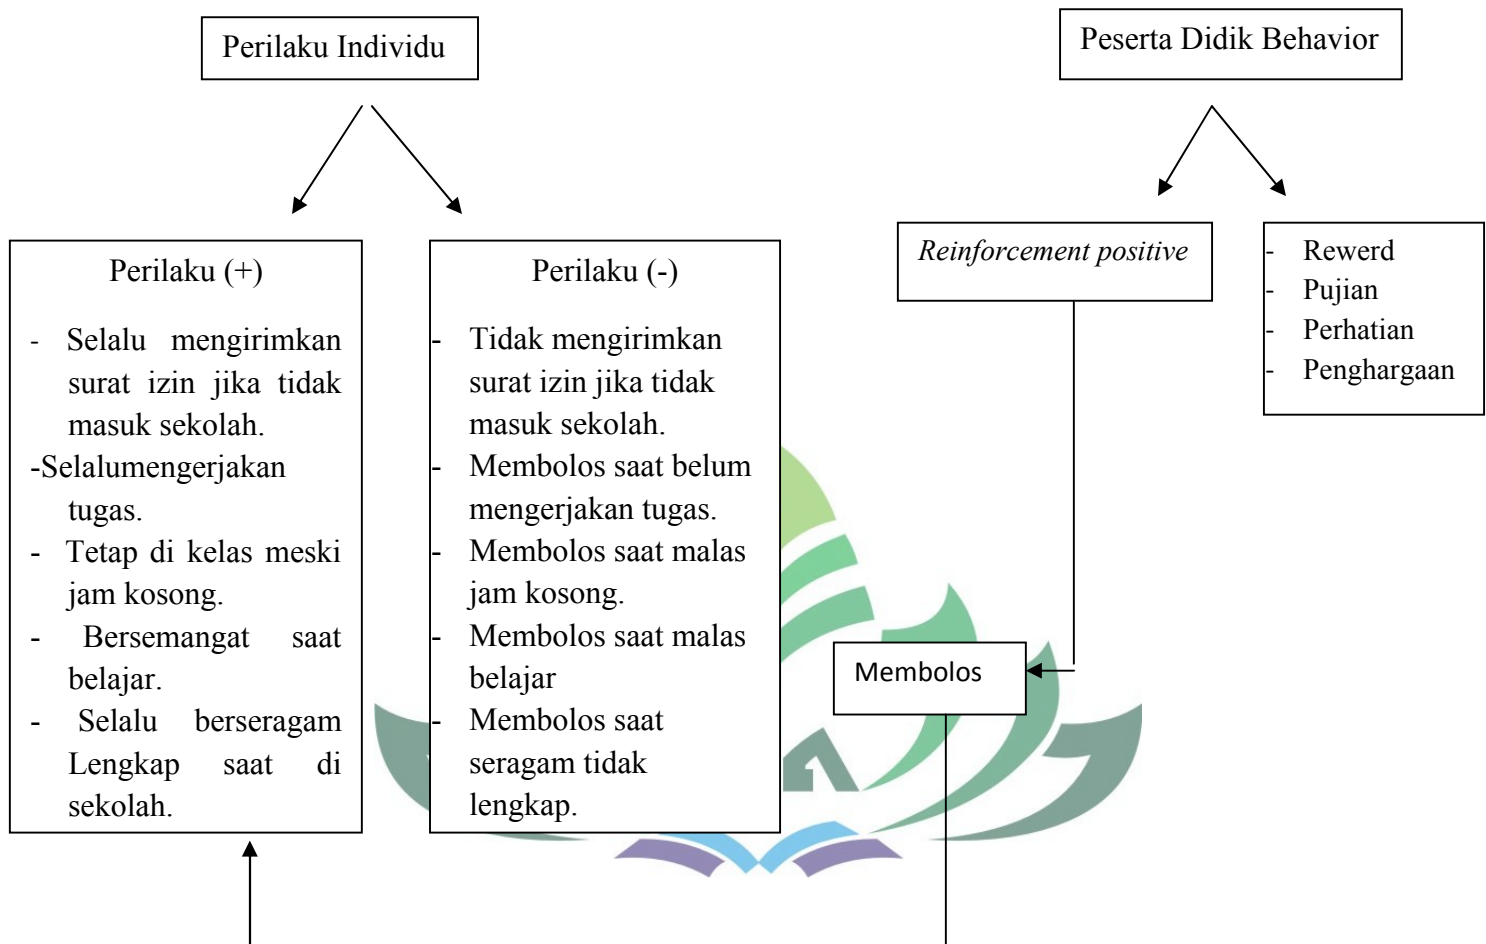 Perilaku Individu
Peserta Didik Behavior
Perilaku (+)
- Selalu mengirimkan
surat izin jika tidak
masuk sekolah.
-Selalumengerjakan
tugas.
- Tetap di kelas meski
jam kosong.
- Bersemangat saat
belajar.
- Selalu berseragam
Lengkap saat di
sekolah.
Perilaku (-)
- Tidak mengirimkan
surat izin jika tidak
masuk sekolah.
- Membolos saat belum
mengerjakan tugas.
- Membolos saat malas
jam kosong.
- Membolos saat malas
belajar
- Membolos saat
seragam tidak
lengkap.
Reinforcement positive
- Rewerd
- Pujian
- Perhatian
- Penghargaan
Membolos